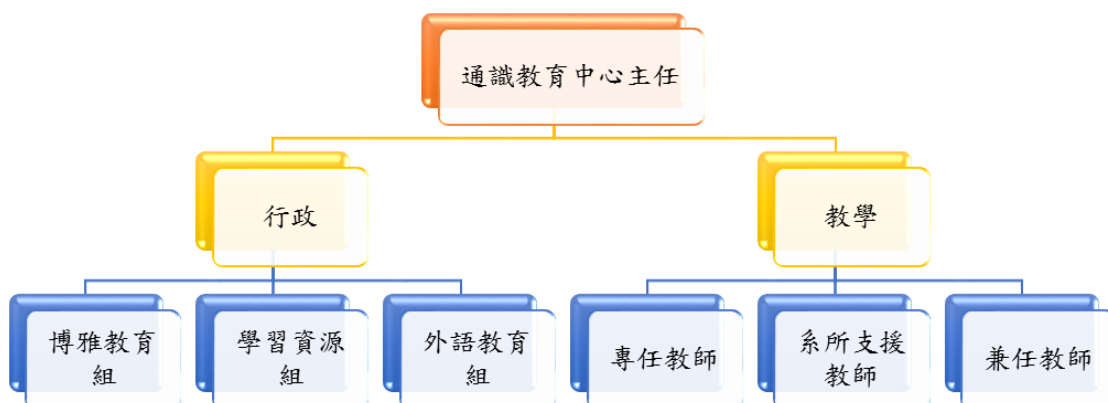 通識教育中心主任
行政
教學
博雅教育
組
學習資源
組
外語教育
組
專任教師
系所支援
教師
兼任教師